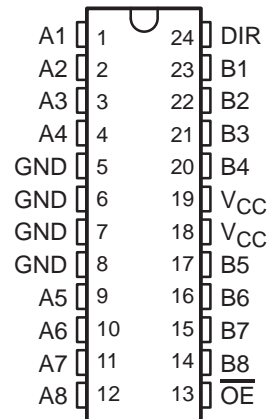 A1 1 24 DIR
A2 2 23 B1
A3 3 22 B2
A4 4 21 B3
GND 5 20 B4
GND 6 19 VCC
GND 7 18 VCC
GND 8 17 B5
A5 9 16 B6
A6 10 15 B7
A7 11 14 B8
A8 12 13 O̅E̅